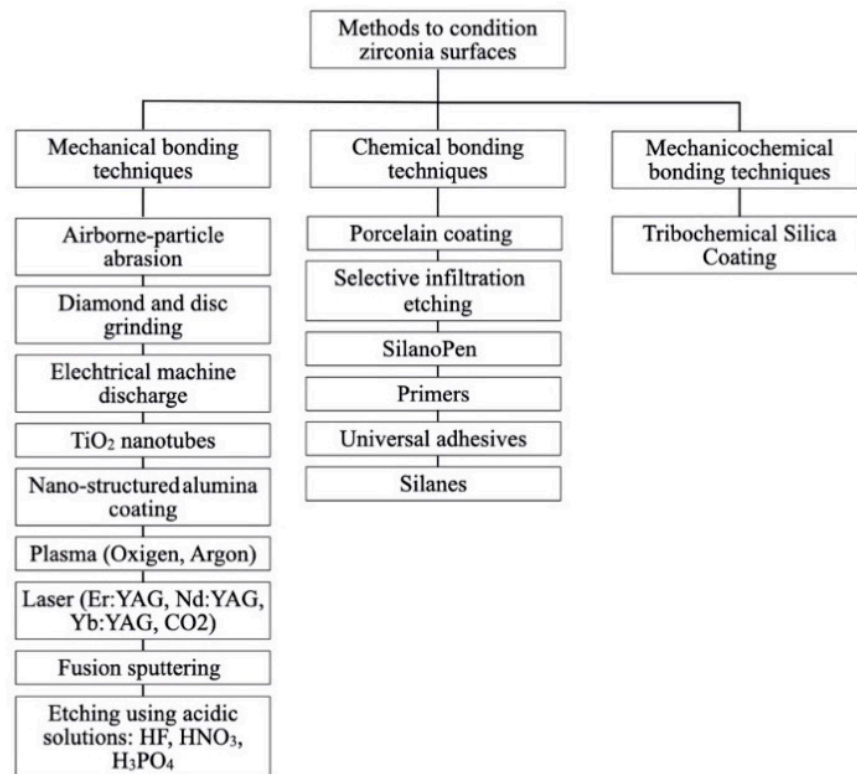 Methods to condition
zirconia surfaces
Mechanical bonding
techniques
Airborne-particle
abrasion
Diamond and disc
grinding
Elechtrical machine
discharge
TiO₂ nanotubes
Nano-structured alumina
coating
Plasma (Oxigen, Argon)
Laser (Er:YAG, Nd:YAG,
Yb:YAG, CO2)
Fusion sputtering
Etching using acidic
solutions: HF, HNO₃,
H₃PO₄
Chemical bonding
techniques
Porcelain coating
Selective infiltration
etching
SilanoPen
Primers
Universal adhesives
Silanes
Mechanicochemical
bonding techniques
Tribochemical Silica
Coating